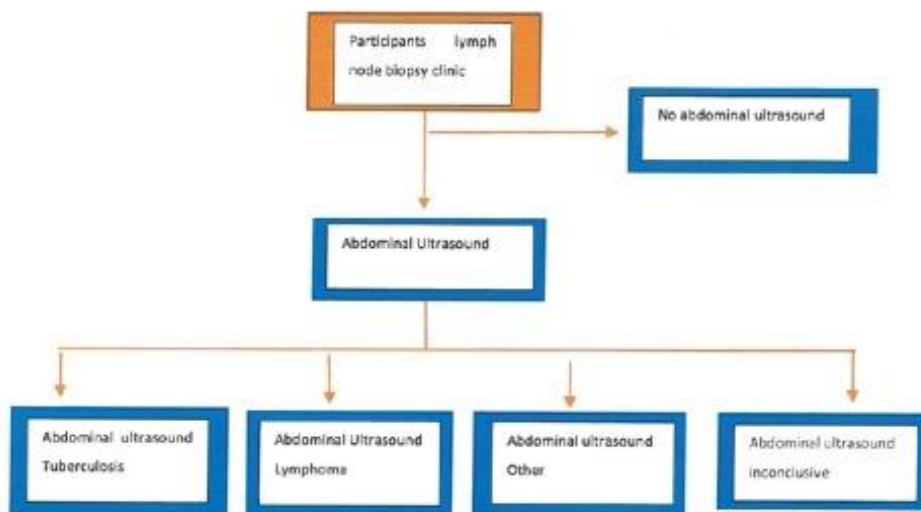 Participants lymph
node biopsy clinic
No abdominal ultrasound
Abdominal Ultrasound
Abdominal ultrasound
Tuberculosis
Abdominal Ultrasound
Lymphoma
Abdominal ultrasound
Other
Abdominal ultrasound
inconclusive